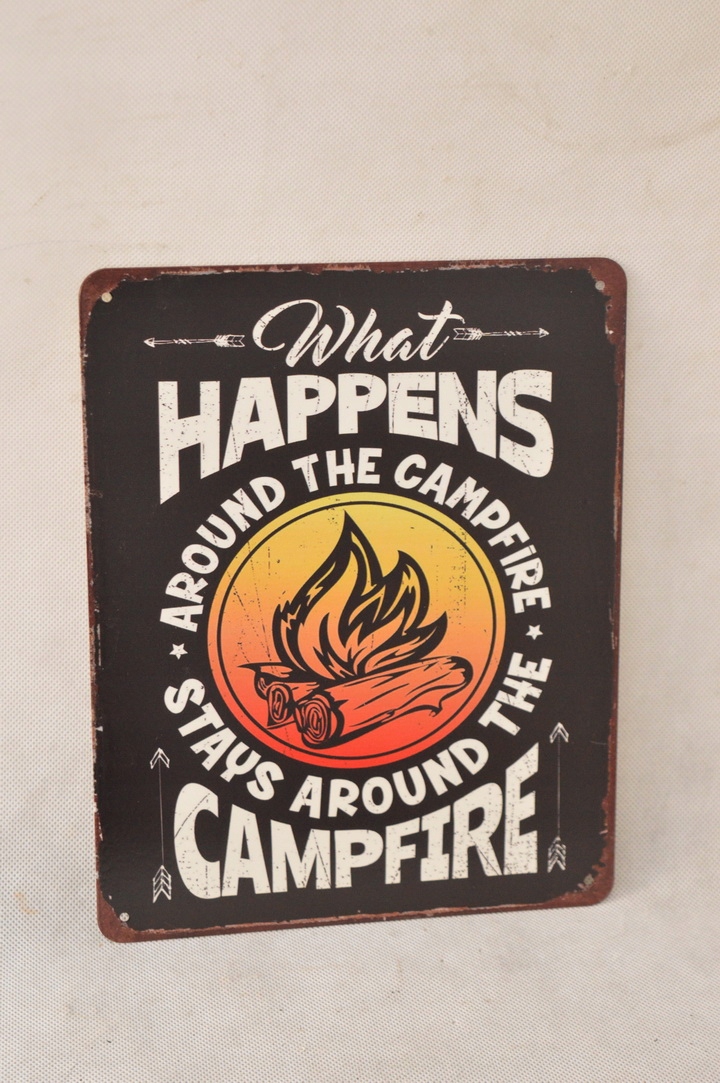 What
HAPPENS
AROUND THE CAMPFIRE
STAYS AROUND THE
CAMPFIRE